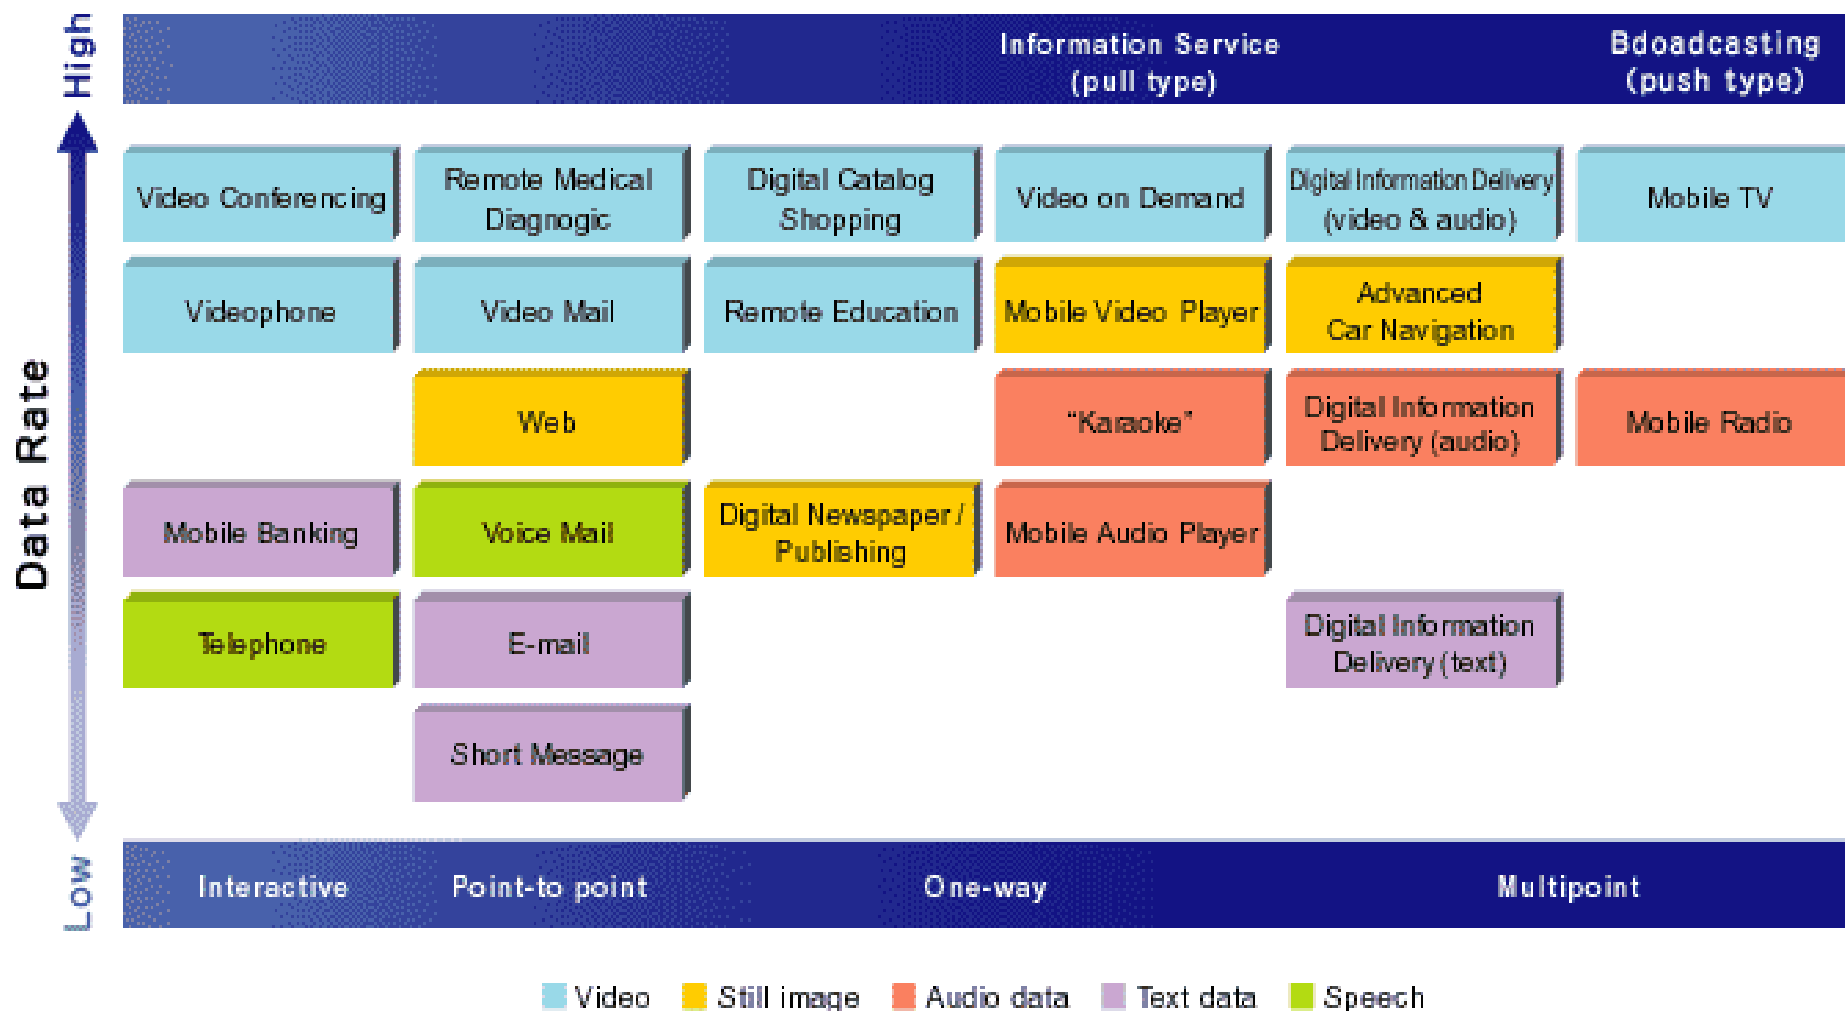 High
Information Service
(pull type)
Bdoadcasting
(push type)
Data Rate
Video Conferencing
Remote Medical
Diagnogic
Digital Catalog
Shopping
Video on Demand
Digital Information Delivery
(video & audio)
Mobile TV
Videophone
Video Mail
Remote Education
Mobile Video Player
Advanced
Car Navigation
Web
“Karaoke”
Digital Information
Delivery (audio)
Mobile Radio
Mobile Banking
Voice Mail
Digital Newspaper /
Publishing
Mobile Audio Player
Telephone
E-mail
Digital Information
Delivery (text)
Short Message
Low
Interactive
Point-to point
One-way
Multipoint
Video
Still image
Audio data
Text data
Speech